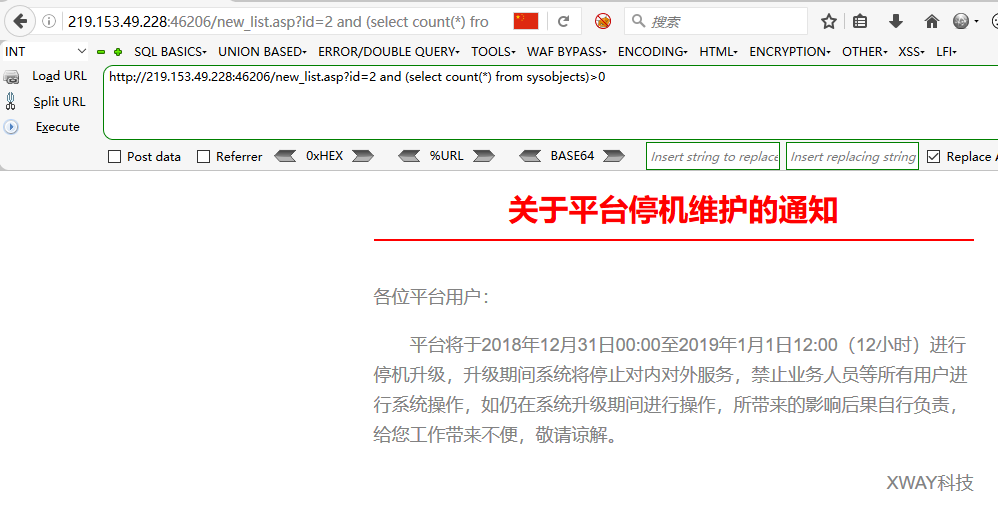 219.153.49.228:46206/new_list.asp?id=2 and (select count(*) fro
搜索
INT
SQL BASICS UNION BASED ERROR/DOUBLE QUERY TOOLS WAF BYPASS ENCODING HTML ENCRYPTION OTHER XSS LFI
Load URL
http://219.153.49.228:46206/new_list.asp?id=2 and (select count(*) from sysobjects)>0
Split URL
Execute
Post data Referrer 0xHEX %URL BASE64 Insert string to replace Insert replacing string Replace A
关于平台停机维护的通知
各位平台用户：
平台将于2018年12月31日00:00至2019年1月1日12:00（12小时）进行
停机升级，升级期间系统将停止对内对外服务，禁止业务人员等所有用户进
行系统操作，如仍在系统升级期间进行操作，所带来的影响后果自行负责，
给您工作带来不便，敬请谅解。
XWAY科技